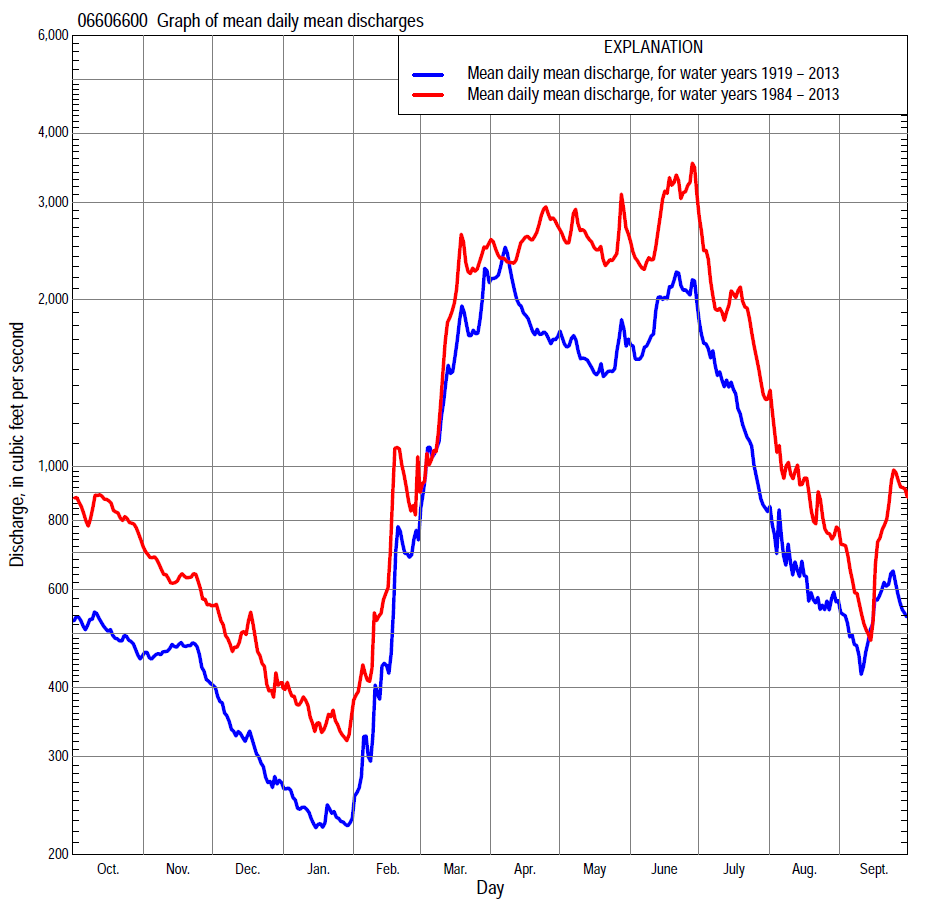 06606600 Graph of mean daily mean discharges
EXPLANATION
Mean daily mean discharge, for water years 1919 – 2013
Mean daily mean discharge, for water years 1984 – 2013
6,000
4,000
3,000
2,000
1,000
800
600
400
300
200
Discharge, in cubic feet per second
Oct. Nov. Dec. Jan. Feb. Mar. Apr. May June July Aug. Sept.
Day